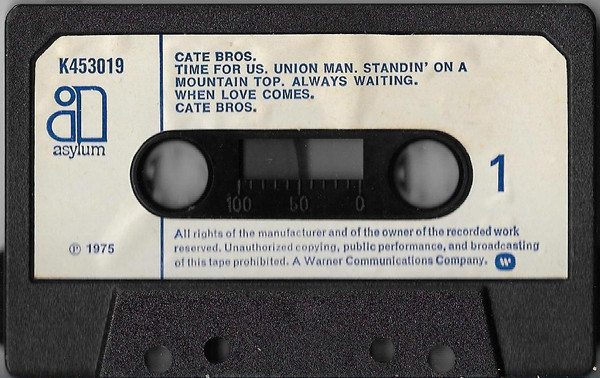 K453019
asylum
℗ 1975
CATE BROS.
TIME FOR US. UNION MAN. STANDIN' ON A
MOUNTAIN TOP. ALWAYS WAITING.
WHEN LOVE COMES.
CATE BROS.
100 50 0
1
All rights of the manufacturer and of the owner of the recorded work
reserved. Unauthorized copying, public performance, and broadcasting
of this tape prohibited. A Warner Communications Company.